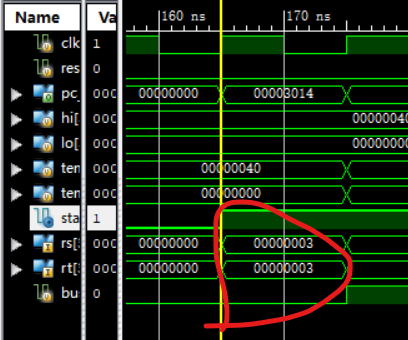 Name Va 160 ns 170 ns
clk 1
res 0
pc_ 000 00000000 00003014
hi[ 000 00000040
lo[ 000 0000000
ten 000 00000040
ten 000 00000000
sta 1
rs[ 000 00000000 00000003
rt[ 000 00000000 00000003
bu 0